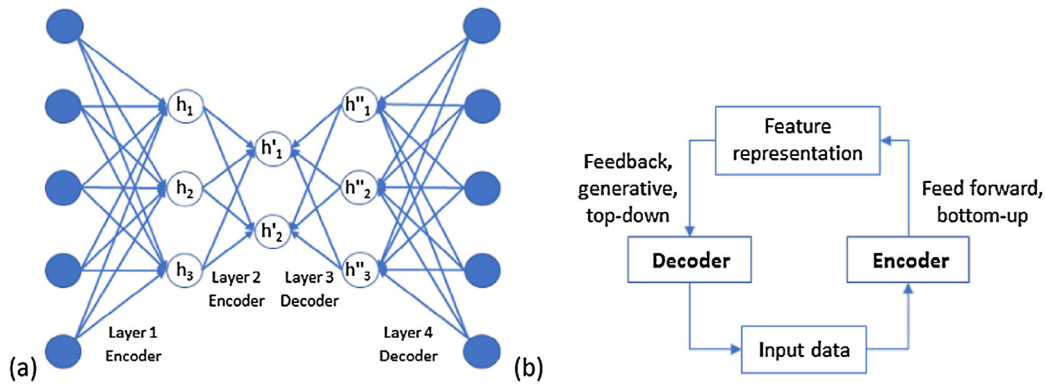 h1
h2
h3
h'1
h'2
h"1
h"2
h"3
Layer 1
Encoder
Layer 2
Encoder
Layer 3
Decoder
Layer 4
Decoder
(a)
Feature
representation
Feedback,
generative,
top-down
Feed forward,
bottom-up
Decoder
Encoder
Input data
(b)